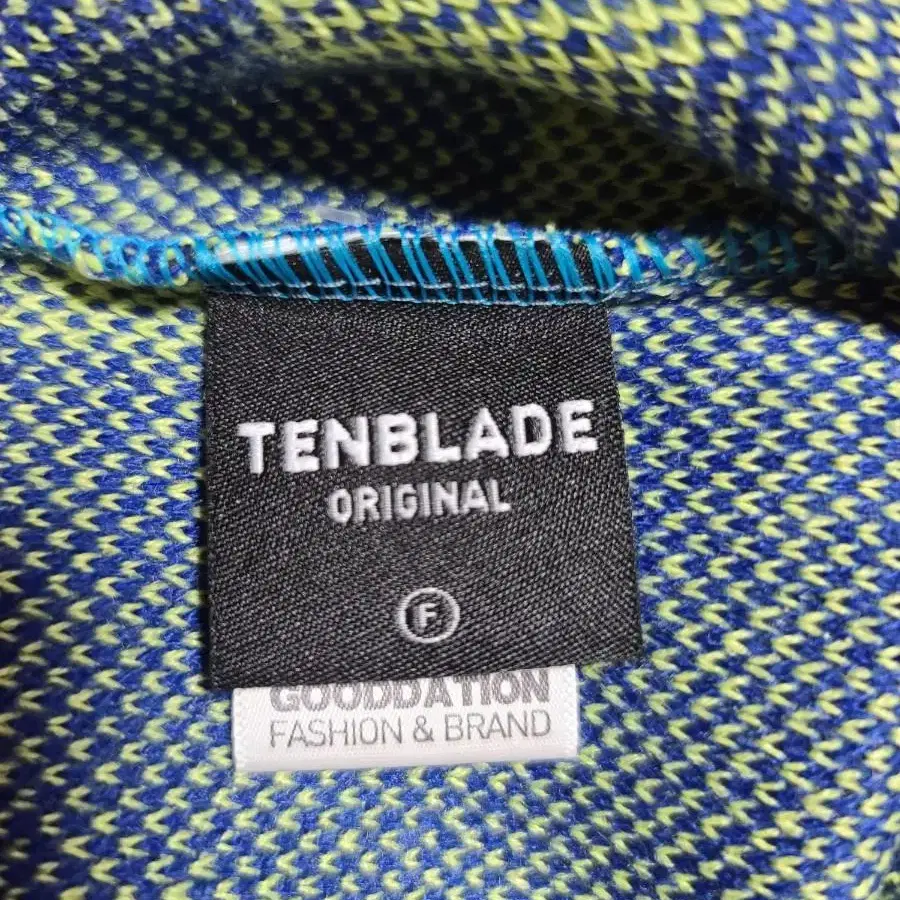 TENBLADE
ORIGINAL
F
GOODDATION
FASHION & BRAND